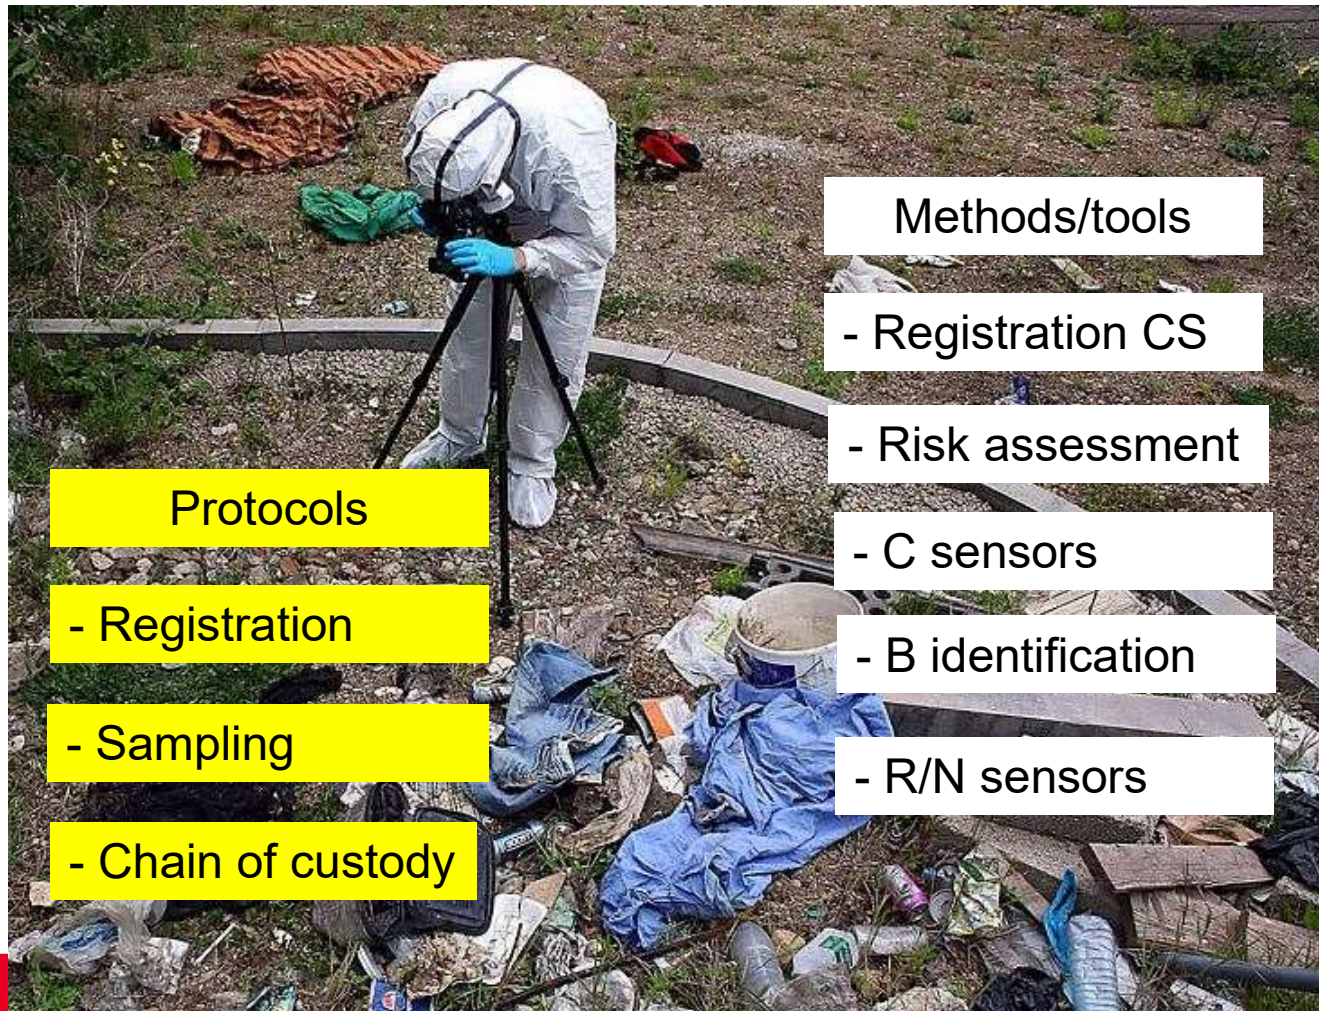 Methods/tools
- Registration CS
- Risk assessment
- C sensors
- B identification
- R/N sensors
Protocols
- Registration
- Sampling
- Chain of custody